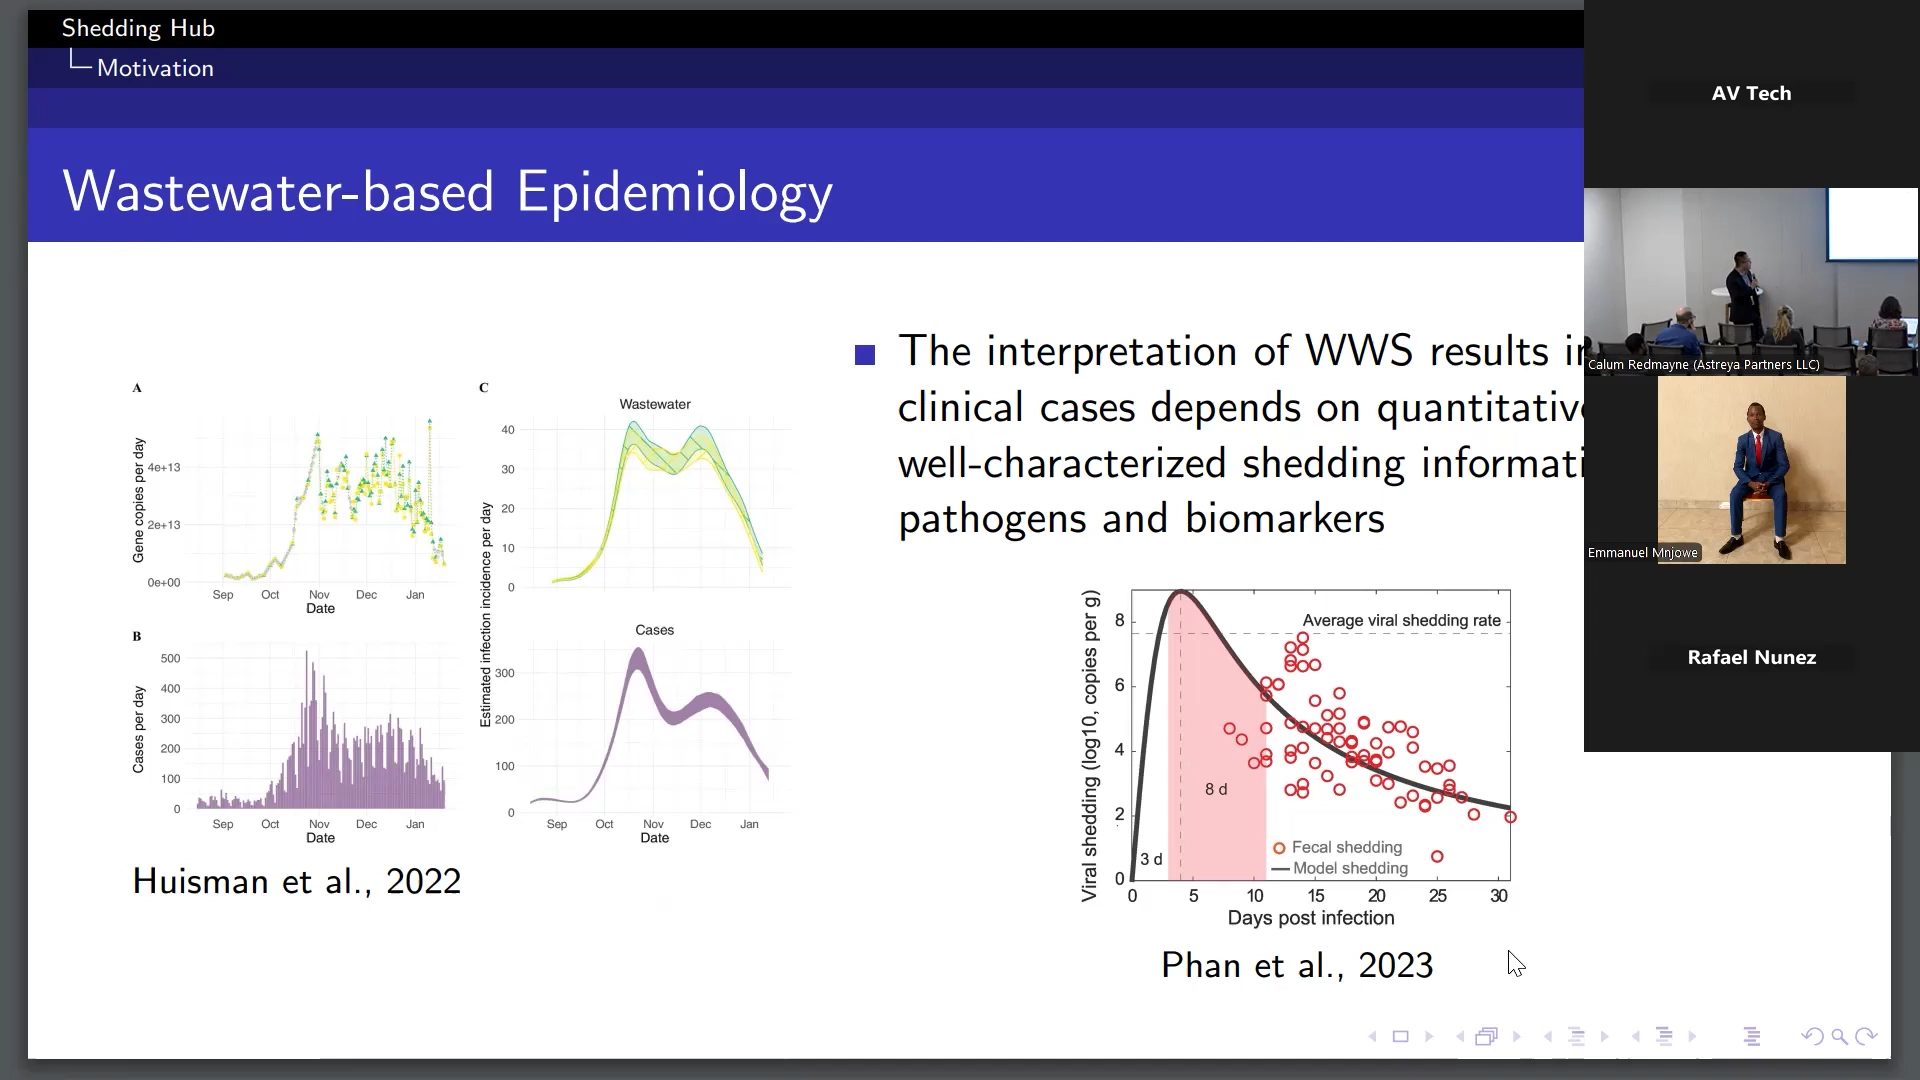 Shedding Hub
Motivation
Wastewater-based Epidemiology
The interpretation of WWS results
clinical cases depends on quantitative
well-characterized shedding
pathogens and biomarkers
A
Gene copies per day
4e+13
2e+13
0e+00
Sep Oct Nov Dec Jan
Date
B
Cases per day
500
400
300
200
100
0
Sep Oct Nov Dec Jan
Date
C
Estimated infection incidence per day
Wastewater
40
30
20
10
0
Cases
300
200
100
0
Sep Oct Nov Dec Jan
Date
Huisman et al., 2022
Viral shedding (log10, copies per g)
8
6
4
2
0
Average viral shedding rate
8 d
3 d
Fecal shedding
Model shedding
0 5 10 15 20 25 30
Days post infection
Phan et al., 2023
AV Tech
Calum Redmayne (Astreya Partners LLC)
Emmanuel Mnjowe
Rafael Nunez